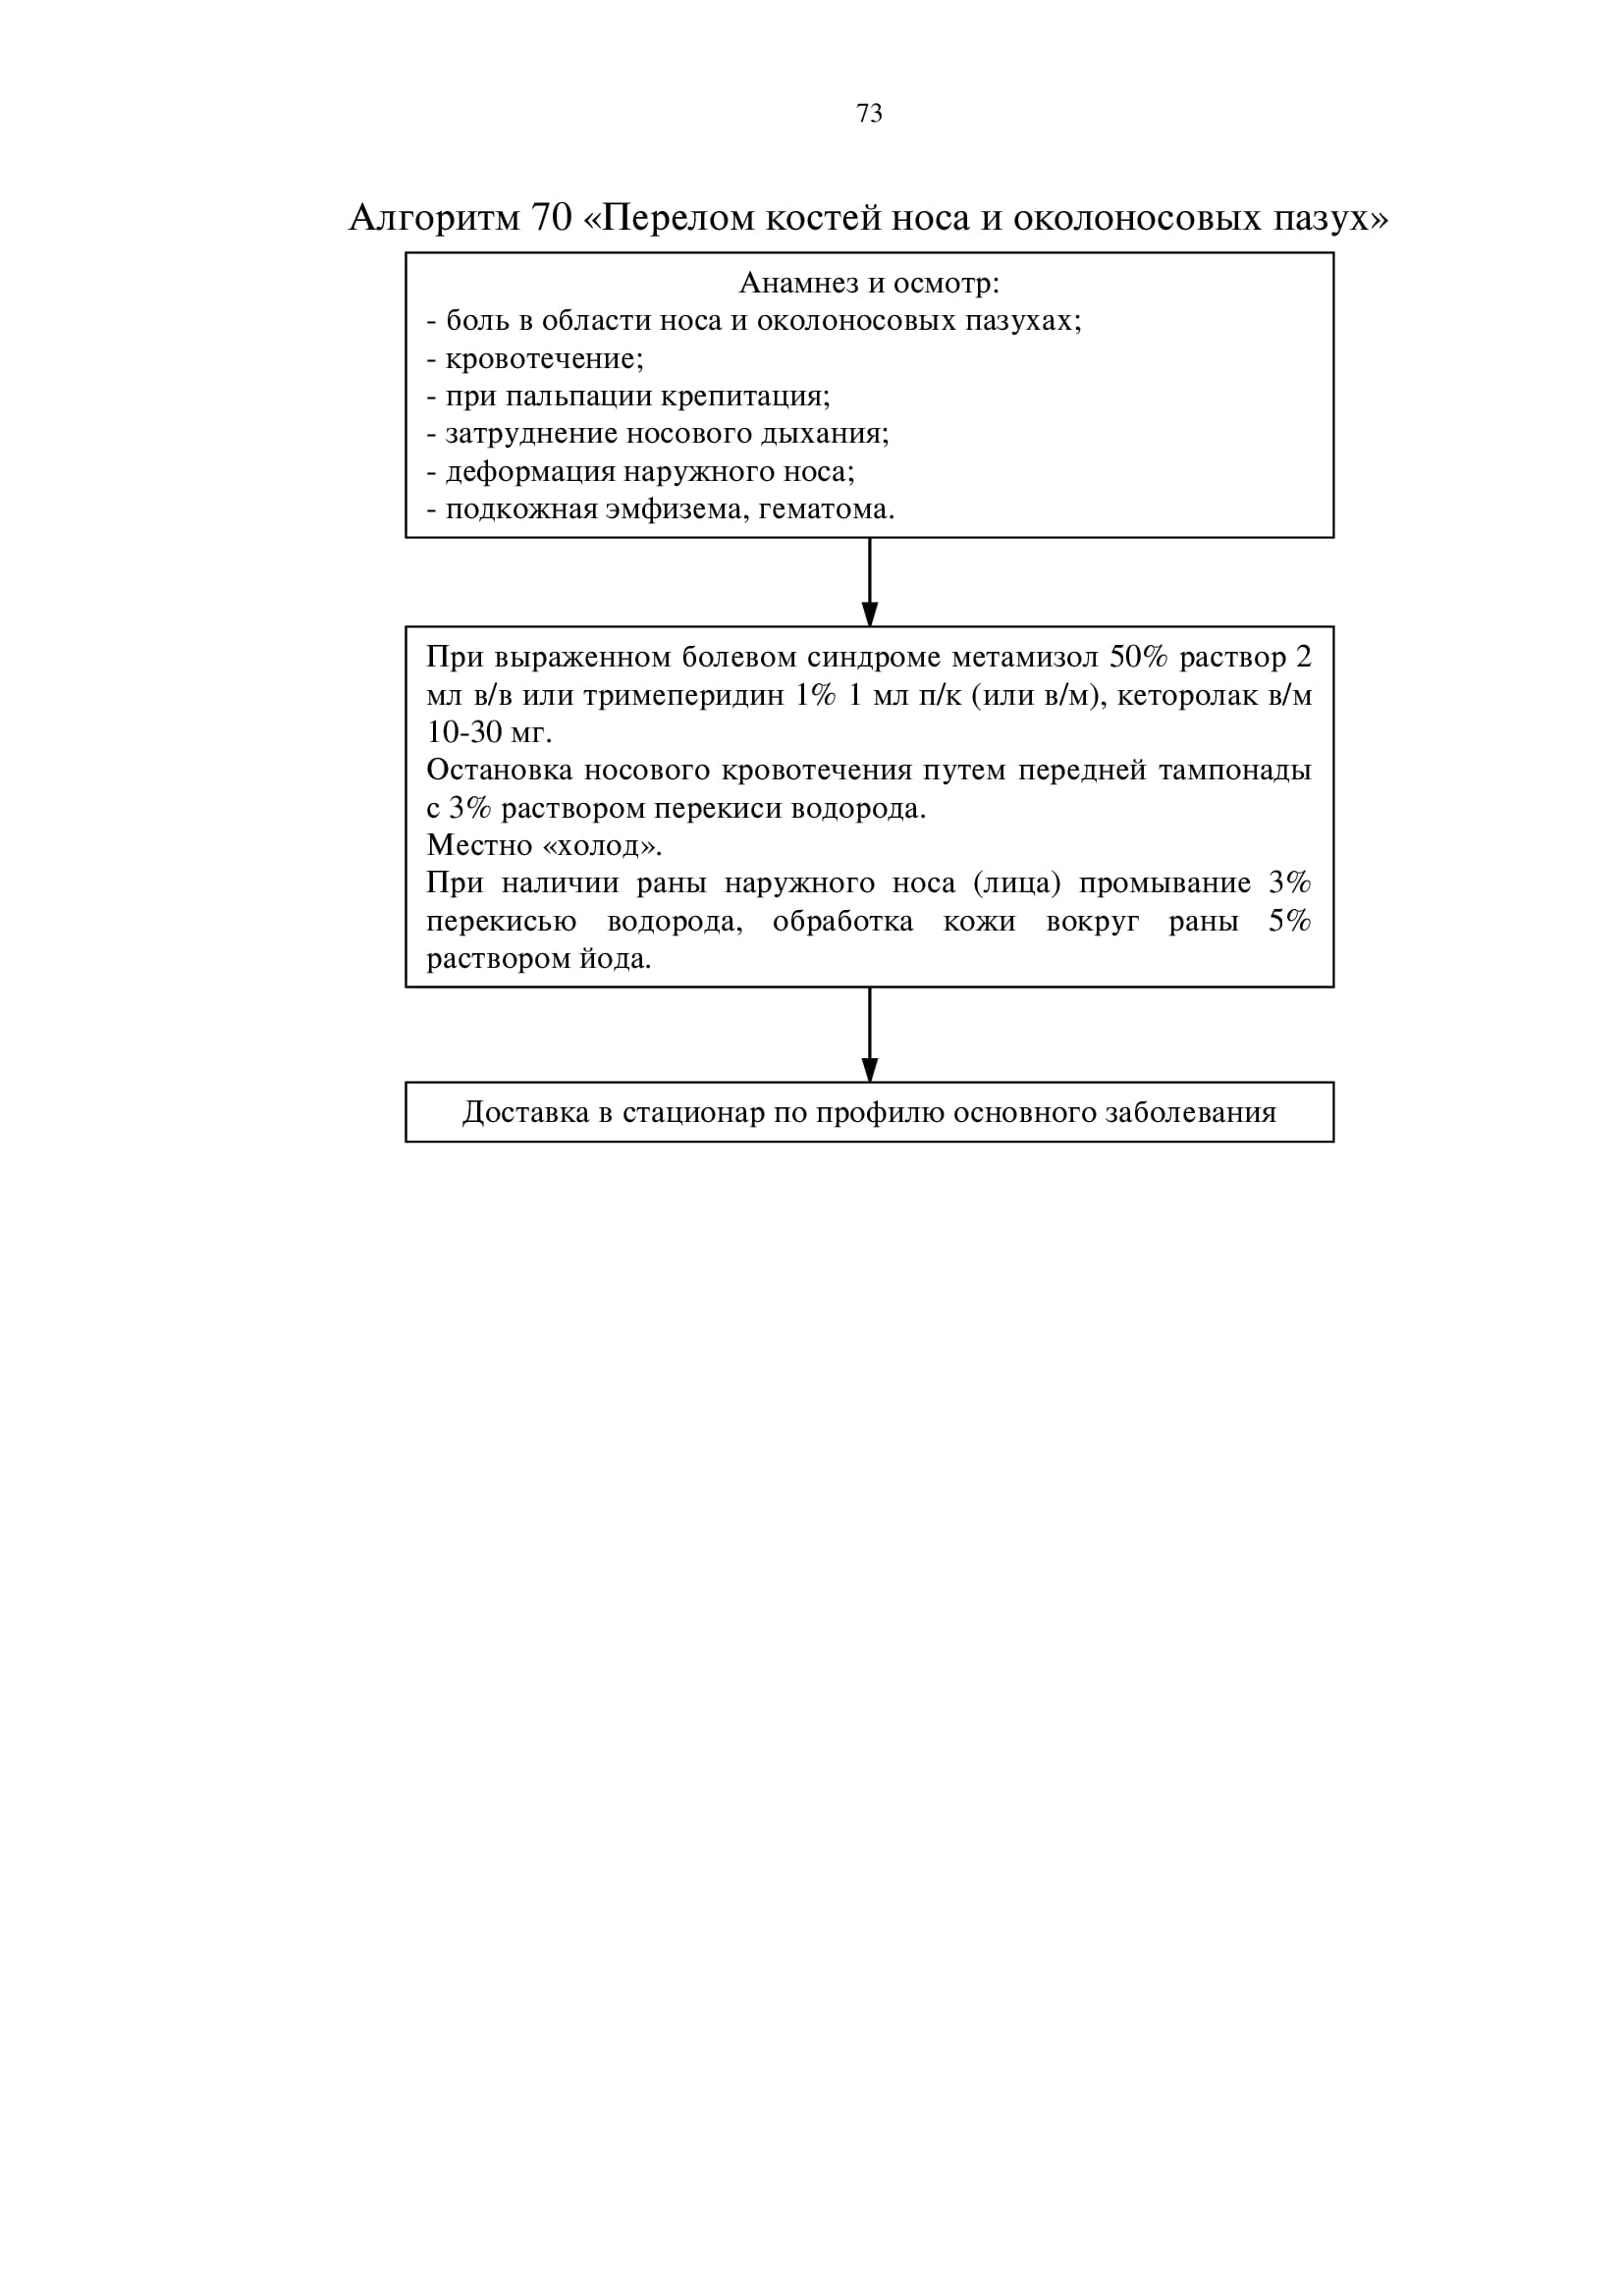 73
Алгоритм 70 «Перелом костей носа и околоносовых пазух»
Анамнез и осмотр:
- боль в области носа и околоносовых пазухах;
- кровотечение;
- при пальпации крепитация;
- затруднение носового дыхания;
- деформация наружного носа;
- подкожная эмфизема, гематома.
При выраженном болевом синдроме метамизол 50% раствор 2
мл в/в или тримеперидин 1% 1 мл п/к (или в/м), кеторолак в/м
10-30 мг.
Остановка носового кровотечения путем передней тампонады
с 3% раствором перекиси водорода.
Местно «холод».
При наличии раны наружного носа (лица) промывание 3%
перекисью водорода, обработка кожи вокруг раны 5%
раствором йода.
Доставка в стационар по профилю основного заболевания